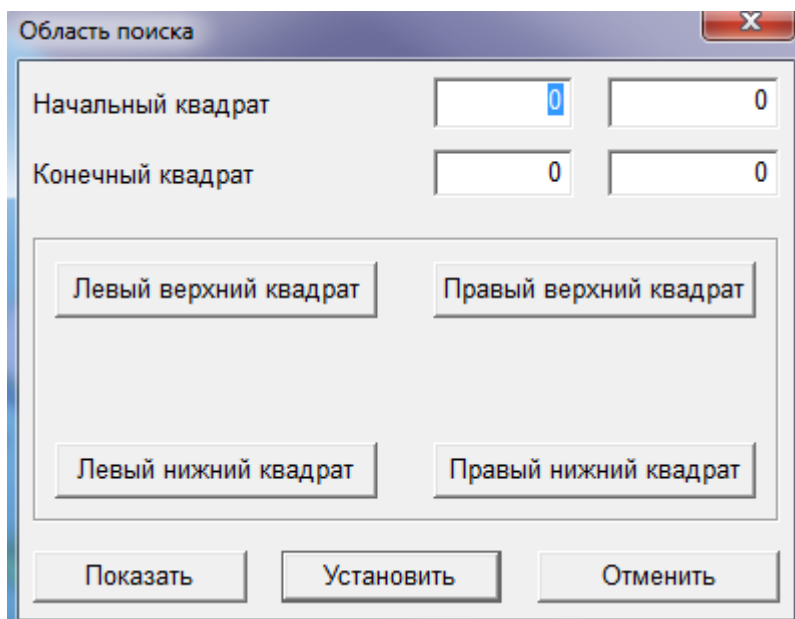 Область поиска
Начальный квадрат 0 0
Конечный квадрат 0 0
Левый верхний квадрат Правый верхний квадрат
Левый нижний квадрат Правый нижний квадрат
Показать Установить Отменить